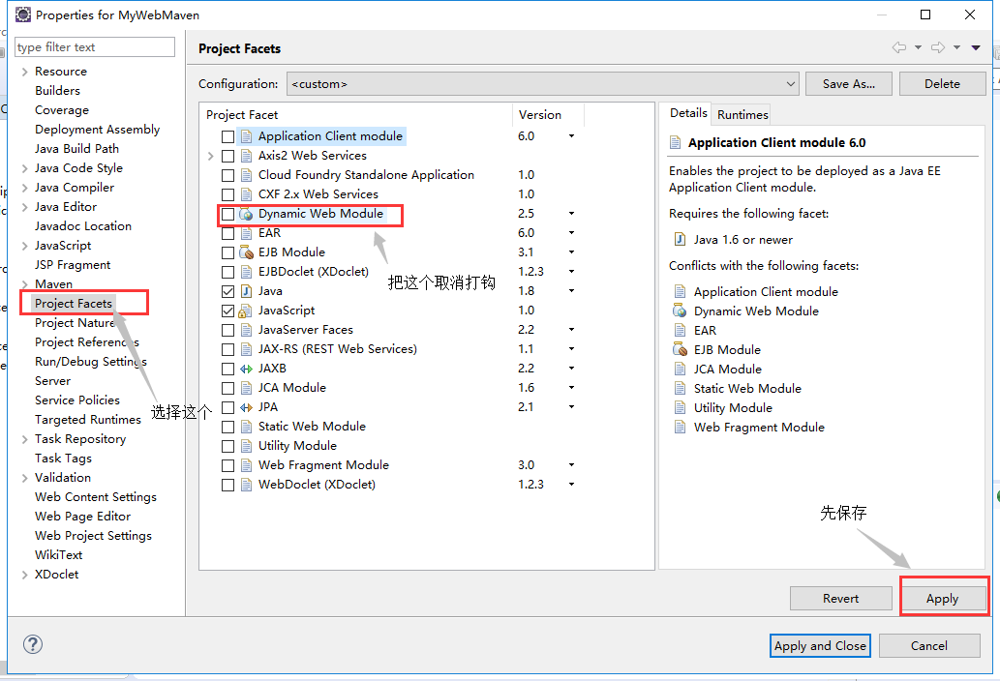 Properties for MyWebMaven
type filter text
Resource
Builders
Coverage
Deployment Assembly
Java Build Path
Java Code Style
Java Compiler
Java Editor
Javadoc Location
JavaScript
JSP Fragment
Maven
Project Facets
Project Nature
References
Run/Debug Settings
Server
Service Policies
Targeted Runtimes
Task Repository
Task Tags
Validation
Web Content Settings
Web Page Editor
Web Project Settings
WikiText
XDoclet
选择这个
Project Facets
Configuration: <custom> Save As... Delete
Project Facet Version
Application Client module 6.0
Axis2 Web Services
Cloud Foundry Standalone Application 1.0
CXF 2.x Web Services 1.0
Dynamic Web Module 2.5
EAR 6.0
EJB Module 3.1
EJBDoclet (XDoclet) 1.2.3
Java 1.8
JavaScript 1.0
JavaServer Faces 2.2
JAX-RS (REST Web Services) 1.1
JAXB 2.2
JCA Module 1.6
JPA 2.1
Static Web Module
Utility Module
Web Fragment Module 3.0
WebDoclet (XDoclet) 1.2.3
把这个取消打钩
Details Runtimes
Application Client module 6.0
Enables the project to be deployed as a Java EE
Application Client module.
Requires the following facet:
Java 1.6 or newer
Conflicts with the following facets:
Application Client module
Dynamic Web Module
EAR
EJB Module
JCA Module
Static Web Module
Utility Module
Web Fragment Module
先保存
Revert Apply
? Apply and Close Cancel